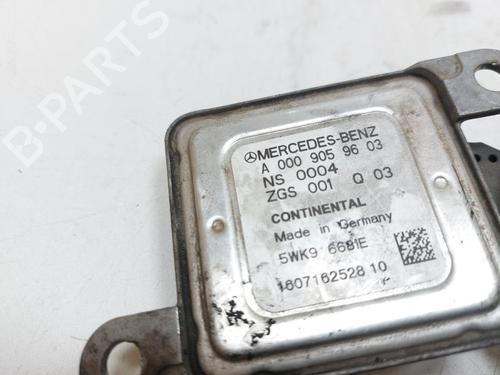 MERCEDES-BENZ
A 000 905 96 03
NS 0004
ZGS 001 Q 03
CONTINENTAL
Made in Germany
5WK9 6681E
1607162528 10
B-PARTS